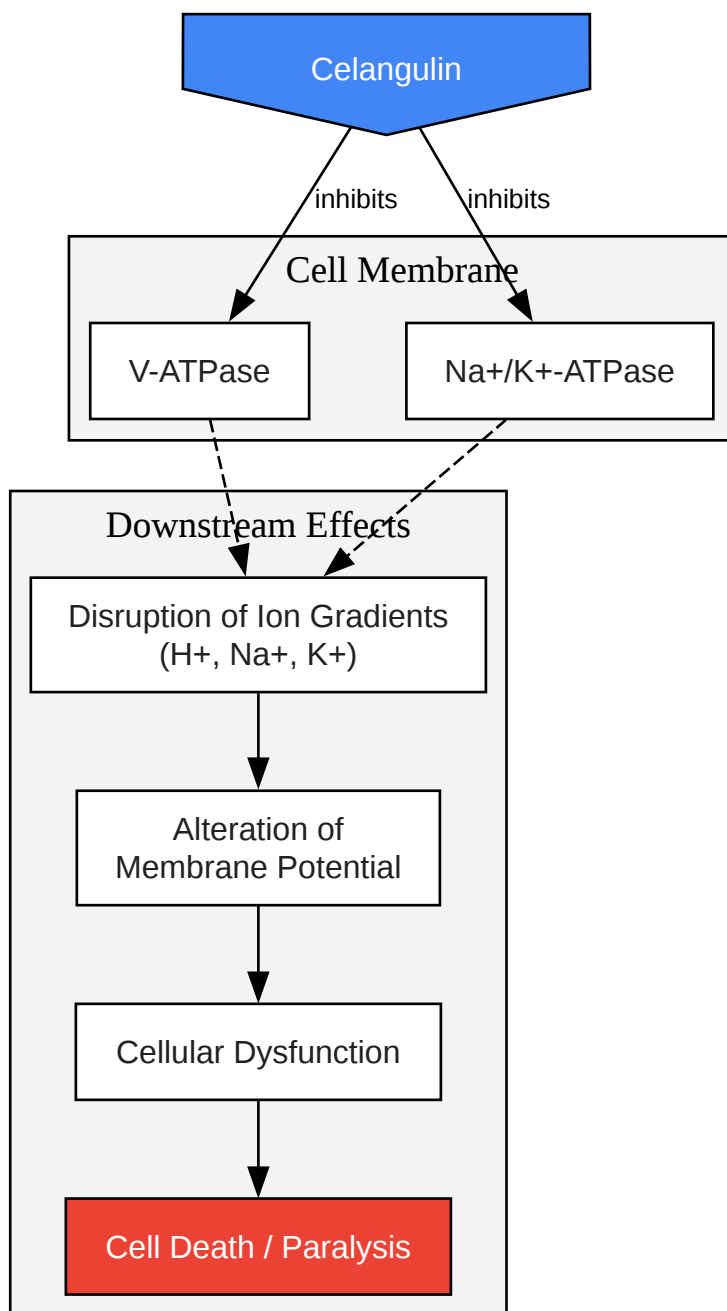 Celangulin
inhibits
inhibits
Cell Membrane
V-ATPase
Na+/K+-ATPase
Downstream Effects
Disruption of Ion Gradients
(H+, Na+, K+)
Alteration of
Membrane Potential
Cellular Dysfunction
Cell Death / Paralysis